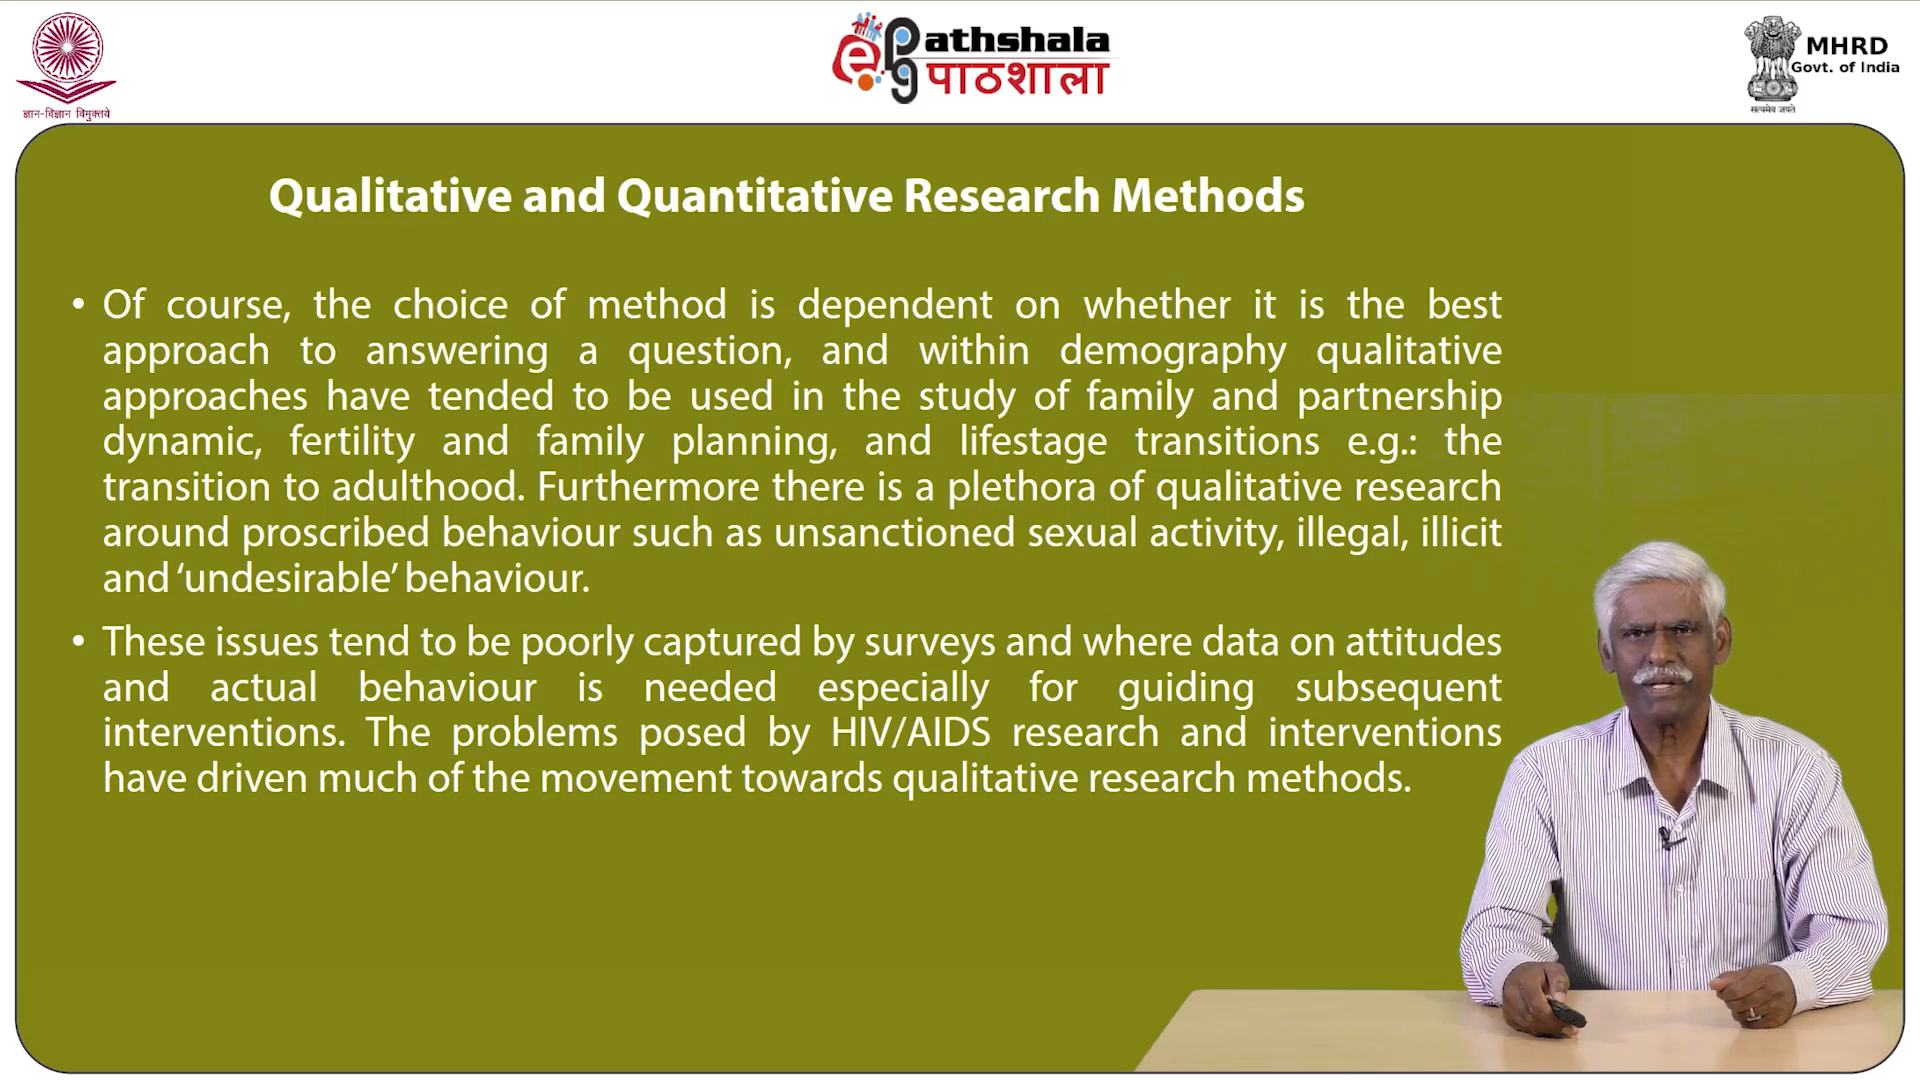 ज्ञान-विज्ञान विमुक्तये
ePathshala
पाठशाला
MHRD
Govt. of India
सत्यमेव जयते
Qualitative and Quantitative Research Methods
• Of course, the choice of method is dependent on whether it is the best
approach to answering a question, and within demography qualitative
approaches have tended to be used in the study of family and partnership
dynamic, fertility and family planning, and lifestage transitions e.g.: the
transition to adulthood. Furthermore there is a plethora of qualitative research
around proscribed behaviour such as unsanctioned sexual activity, illegal, illicit
and ‘undesirable’ behaviour.
• These issues tend to be poorly captured by surveys and where data on attitudes
and actual behaviour is needed especially for guiding subsequent
interventions. The problems posed by HIV/AIDS research and interventions
have driven much of the movement towards qualitative research methods.